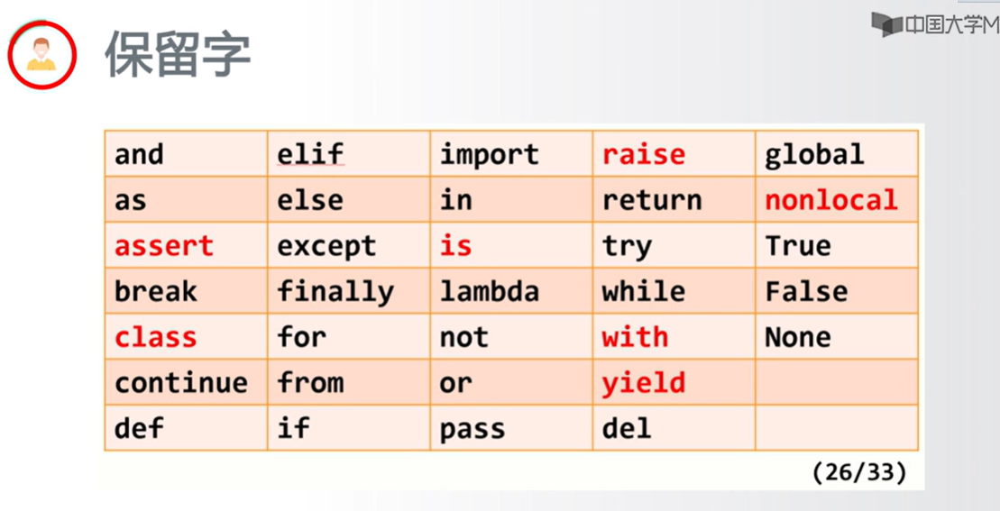 中国大学M
保留字
and elif import raise global
as else in return nonlocal
assert except is try True
break finally lambda while False
class for not with None
continue from or yield
def if pass del
(26/33)